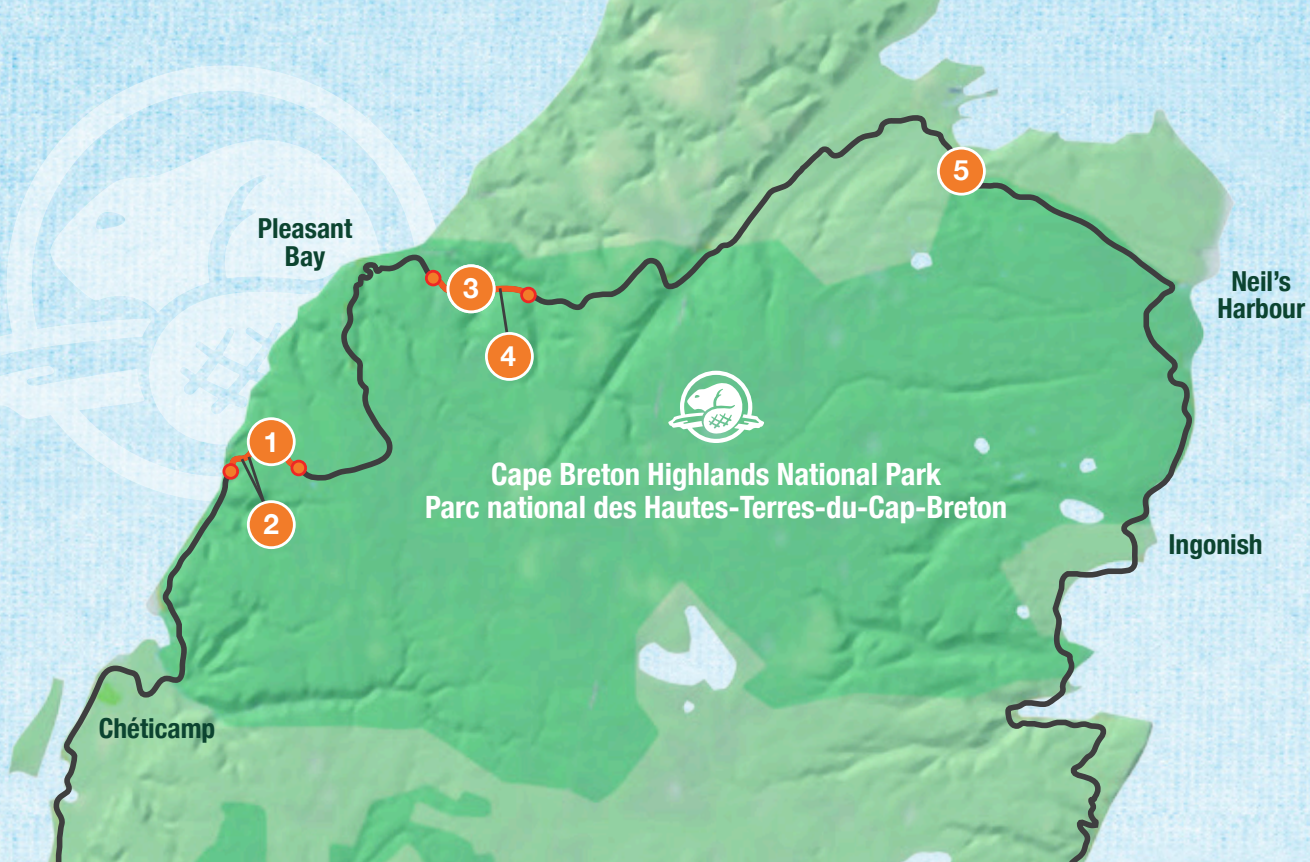 5
Pleasant
Bay
3
Neil's
Harbour
4
1
Cape Breton Highlands National Park
Parc national des Hautes-Terres-du-Cap-Breton
2
Ingonish
Chéticamp